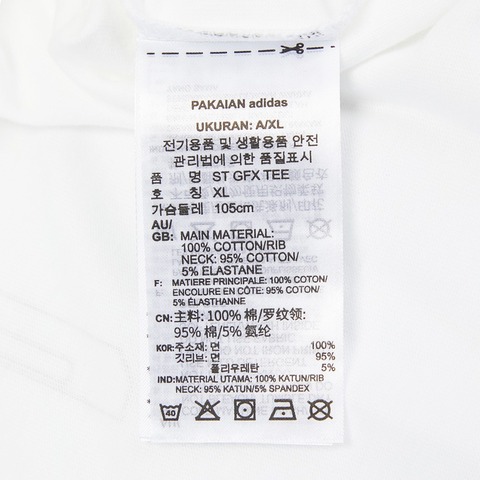 PAKAIAN adidas
UKURAN: A/XL
전기용품 및 생활용품 안전
관리법에 의한 품질표시
품 명 ST GFX TEE
호 칭 XL
가슴둘레 105cm
AU/
GB: MAIN MATERIAL:
100% COTTON/RIB
NECK: 95% COTTON/
5% ELASTANE
F: MATIERE PRINCIPALE: 100% COTON/
ENCOLURE EN CÔTE: 95% COTON/
5% ÉLASTHANNE
CN: 主料: 100% 棉/罗纹领:
95% 棉/5% 氨纶
KOR: 주소재: 면 100%
깃리브: 면 95%
폴리우레탄 5%
IND: MATERIAL UTAMA: 100% KATUN/RIB
NECK: 95% KATUN/5% SPANDEX
40